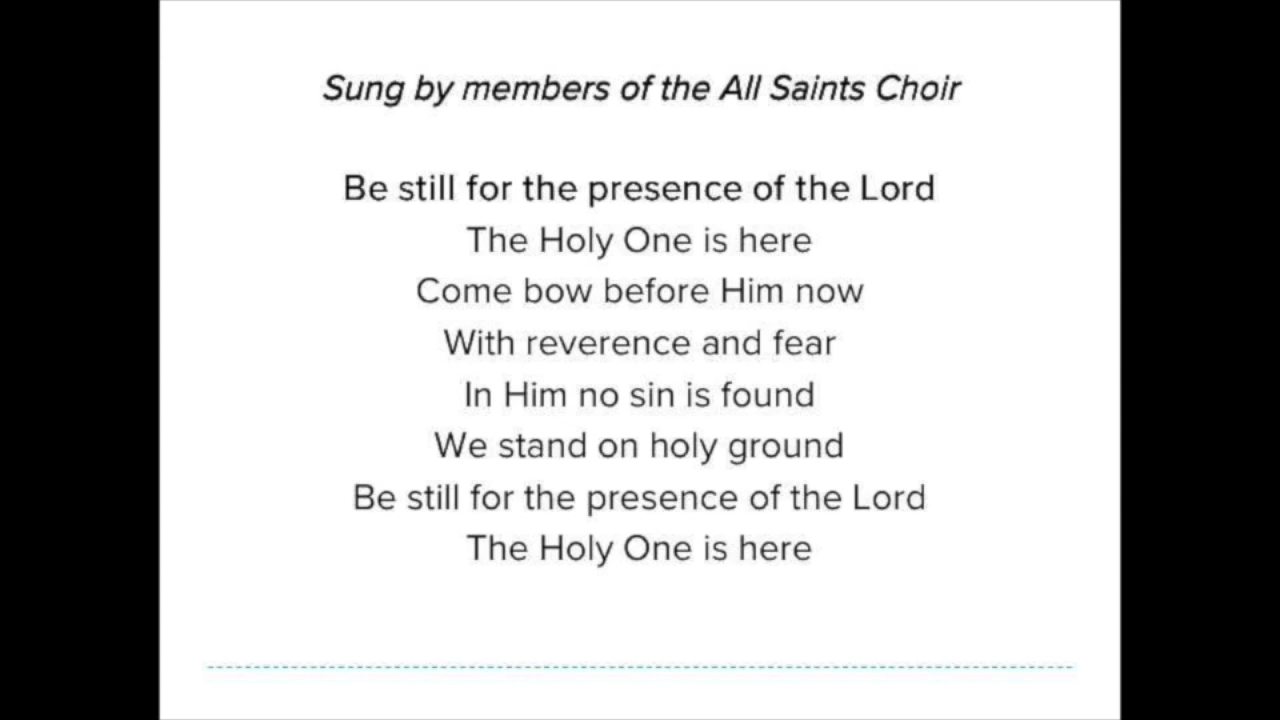 Sung by members of the All Saints Choir
Be still for the presence of the Lord
The Holy One is here
Come bow before Him now
With reverence and fear
In Him no sin is found
We stand on holy ground
Be still for the presence of the Lord
The Holy One is here